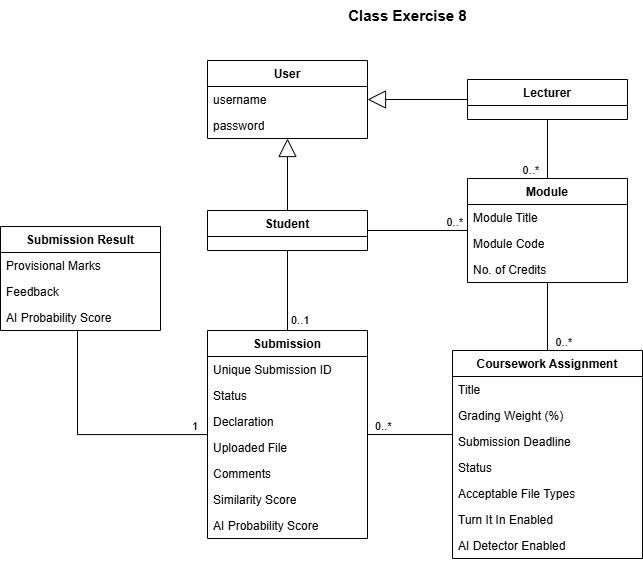 Class Exercise 8
User
username
password
Lecturer
0..*
Module
Module Title
Module Code
No. of Credits
Student
0..*
Submission Result
Provisional Marks
Feedback
AI Probability Score
0..1
Submission
Unique Submission ID
Status
Declaration
Uploaded File
Comments
Similarity Score
AI Probability Score
1
0..*
0..*
Coursework Assignment
Title
Grading Weight (%)
Submission Deadline
Status
Acceptable File Types
Turn It In Enabled
AI Detector Enabled